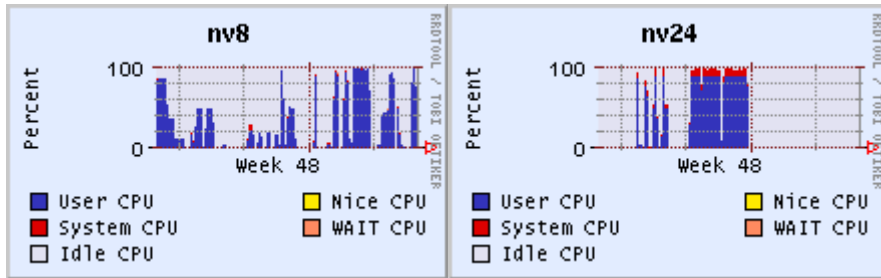 nv8
Percent
100
0
Week 48
User CPU
Nice CPU
System CPU
WAIT CPU
Idle CPU
RRDTOOL / TOBI OETIKER
nv24
Percent
100
0
Week 48
User CPU
Nice CPU
System CPU
WAIT CPU
Idle CPU
RRDTOOL / TOBI OETIKER